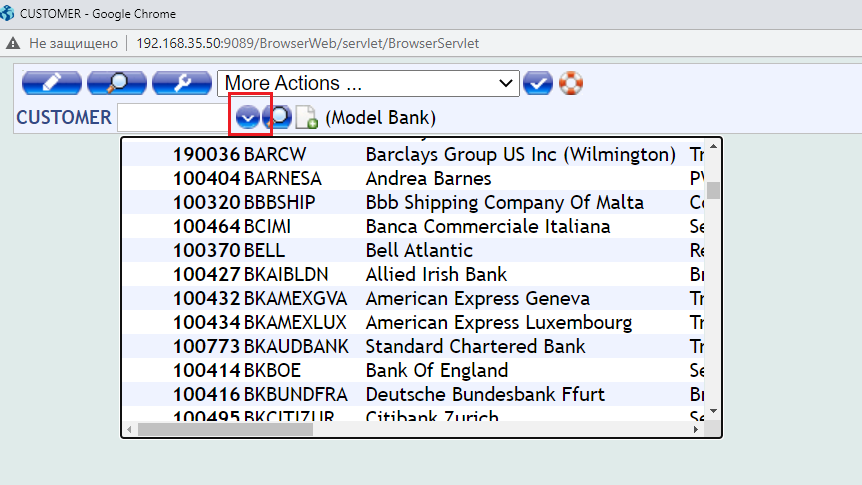 CUSTOMER - Google Chrome
Не защищено | 192.168.35.50:9089/BrowserWeb/servlet/BrowserServlet
More Actions ...
CUSTOMER (Model Bank)
190036 BARCW Barclays Group US Inc (Wilmington) Tr
100404 BARNESA Andrea Barnes PV
100320 BBBSHIP Bbb Shipping Company Of Malta Co
100464 BCIMI Banca Commerciale Italiana Se
100370 BELL Bell Atlantic Re
100427 BKAIBLDN Allied Irish Bank Br
100432 BKAMEXGVA American Express Geneva Tr
100434 BKAMEXLUX American Express Luxembourg Tr
100773 BKAUDBANK Standard Chartered Bank Tr
100414 BKBOE Bank Of England Se
100416 BKBUNDFRA Deutsche Bundesbank Ffurt Br
100495 BKCITIZUR Citibank Zurich Se